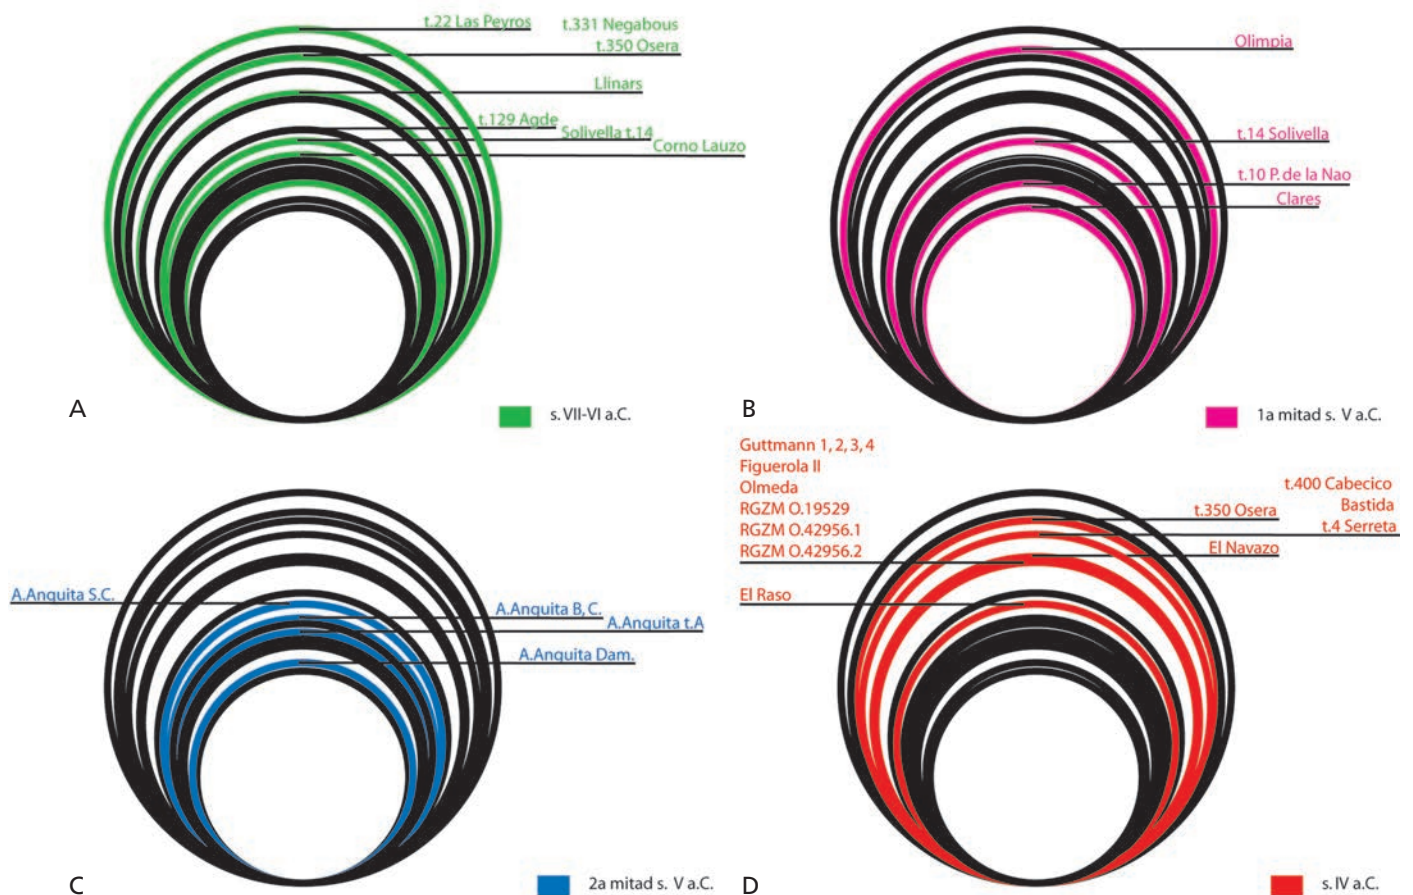 t.22 Las Peyros
t.331 Negabous
t.350 Osera
Llinars
t.129 Agde
Solivella t.14
Corno Lauzo
A
s. VII-VI a.C.
Olimpia
t.14 Solivella
t.10 P. de la Nao
Clares
B
1a mitad s. V a.C.
A.Anquita S.C.
A.Anquita B, C.
A.Anquita t.A
A.Anquita Dam.
C
2a mitad s. V a.C.
Guttmann 1, 2, 3, 4
Figuerola II
Olmeda
RGZM O.19529
RGZM O.42956.1
RGZM O.42956.2
El Raso
t.400 Cabecico
Bastida
t.350 Osera
t.4 Serreta
El Navazo
D
s. IV a.C.